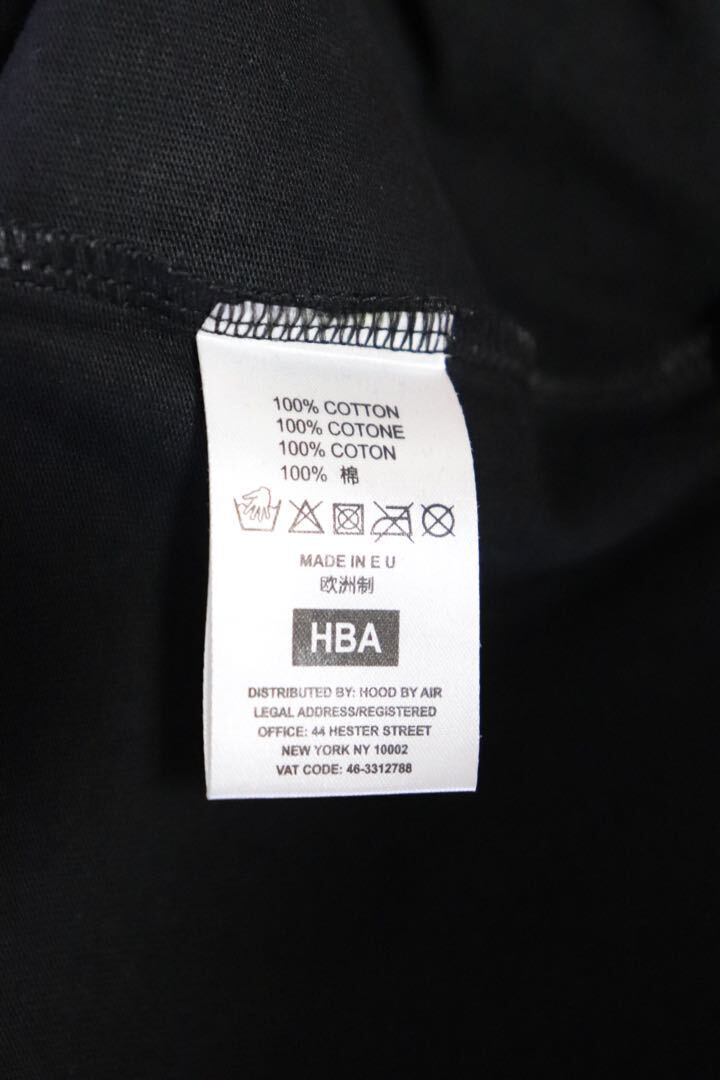 100% COTTON
100% COTONE
100% COTON
100% 棉
MADE IN E U
欧洲制
HBA
DISTRIBUTED BY: HOOD BY AIR
LEGAL ADDRESS/REGISTERED
OFFICE: 44 HESTER STREET
NEW YORK NY 10002
VAT CODE: 46-3312788